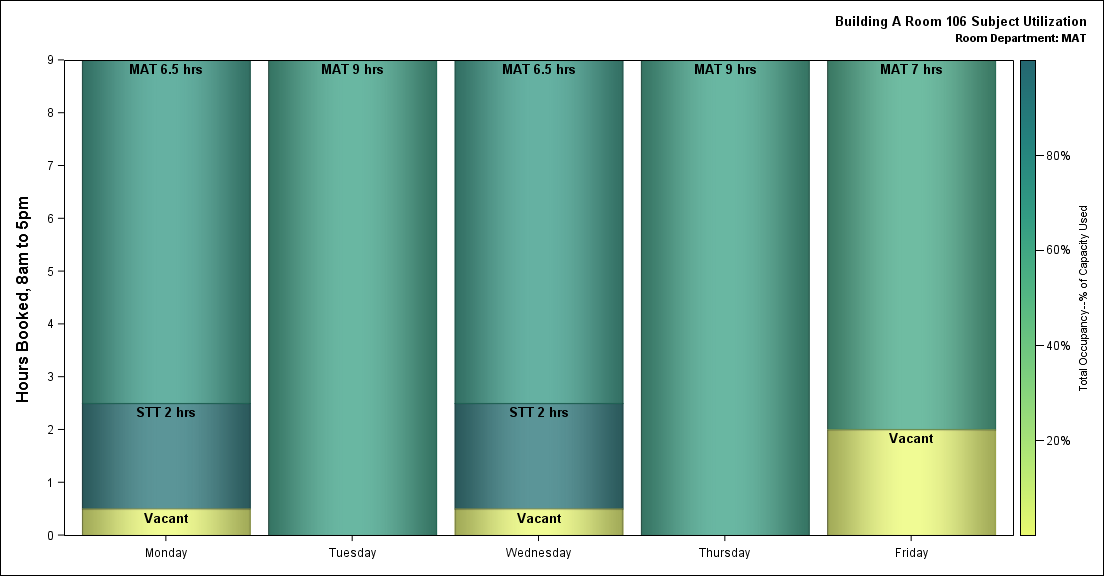 Building A Room 106 Subject Utilization
Room Department: MAT
Hours Booked, 8am to 5pm
9
8
7
6
5
4
3
2
1
0
MAT 6.5 hrs
STT 2 hrs
Vacant
MAT 9 hrs
MAT 6.5 hrs
STT 2 hrs
Vacant
MAT 9 hrs
MAT 7 hrs
Vacant
Monday
Tuesday
Wednesday
Thursday
Friday
80%
60%
40%
20%
Total Occupancy--% of Capacity Used